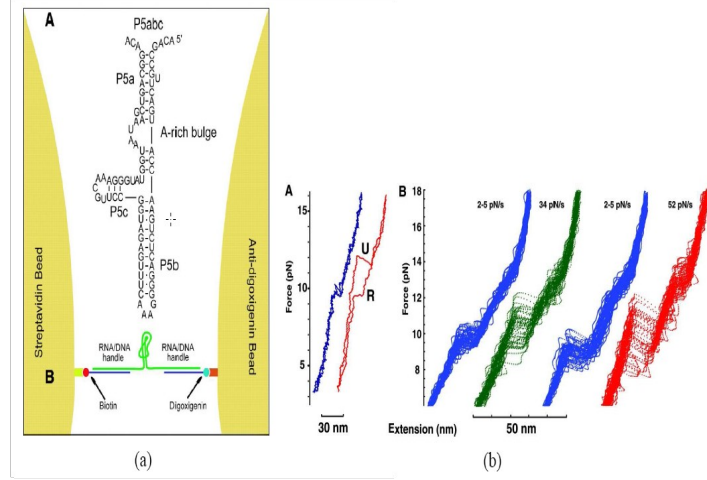 A
P5abc
ACA
GACA 5'
P5a
A-rich bulge
P5c
P5b
A A
Streptavidin Bead
Anti-digoxigenin Bead
RNA/DNA
handle
RNA/DNA
handle
B
Biotin
Digoxigenin
(a)
A
Force (pN)
15
10
5
U
R
30 nm
B
Force (pN)
18
16
14
12
10
8
2-5 pN/s
34 pN/s
2-5 pN/s
52 pN/s
Extension (nm)
50 nm
(b)